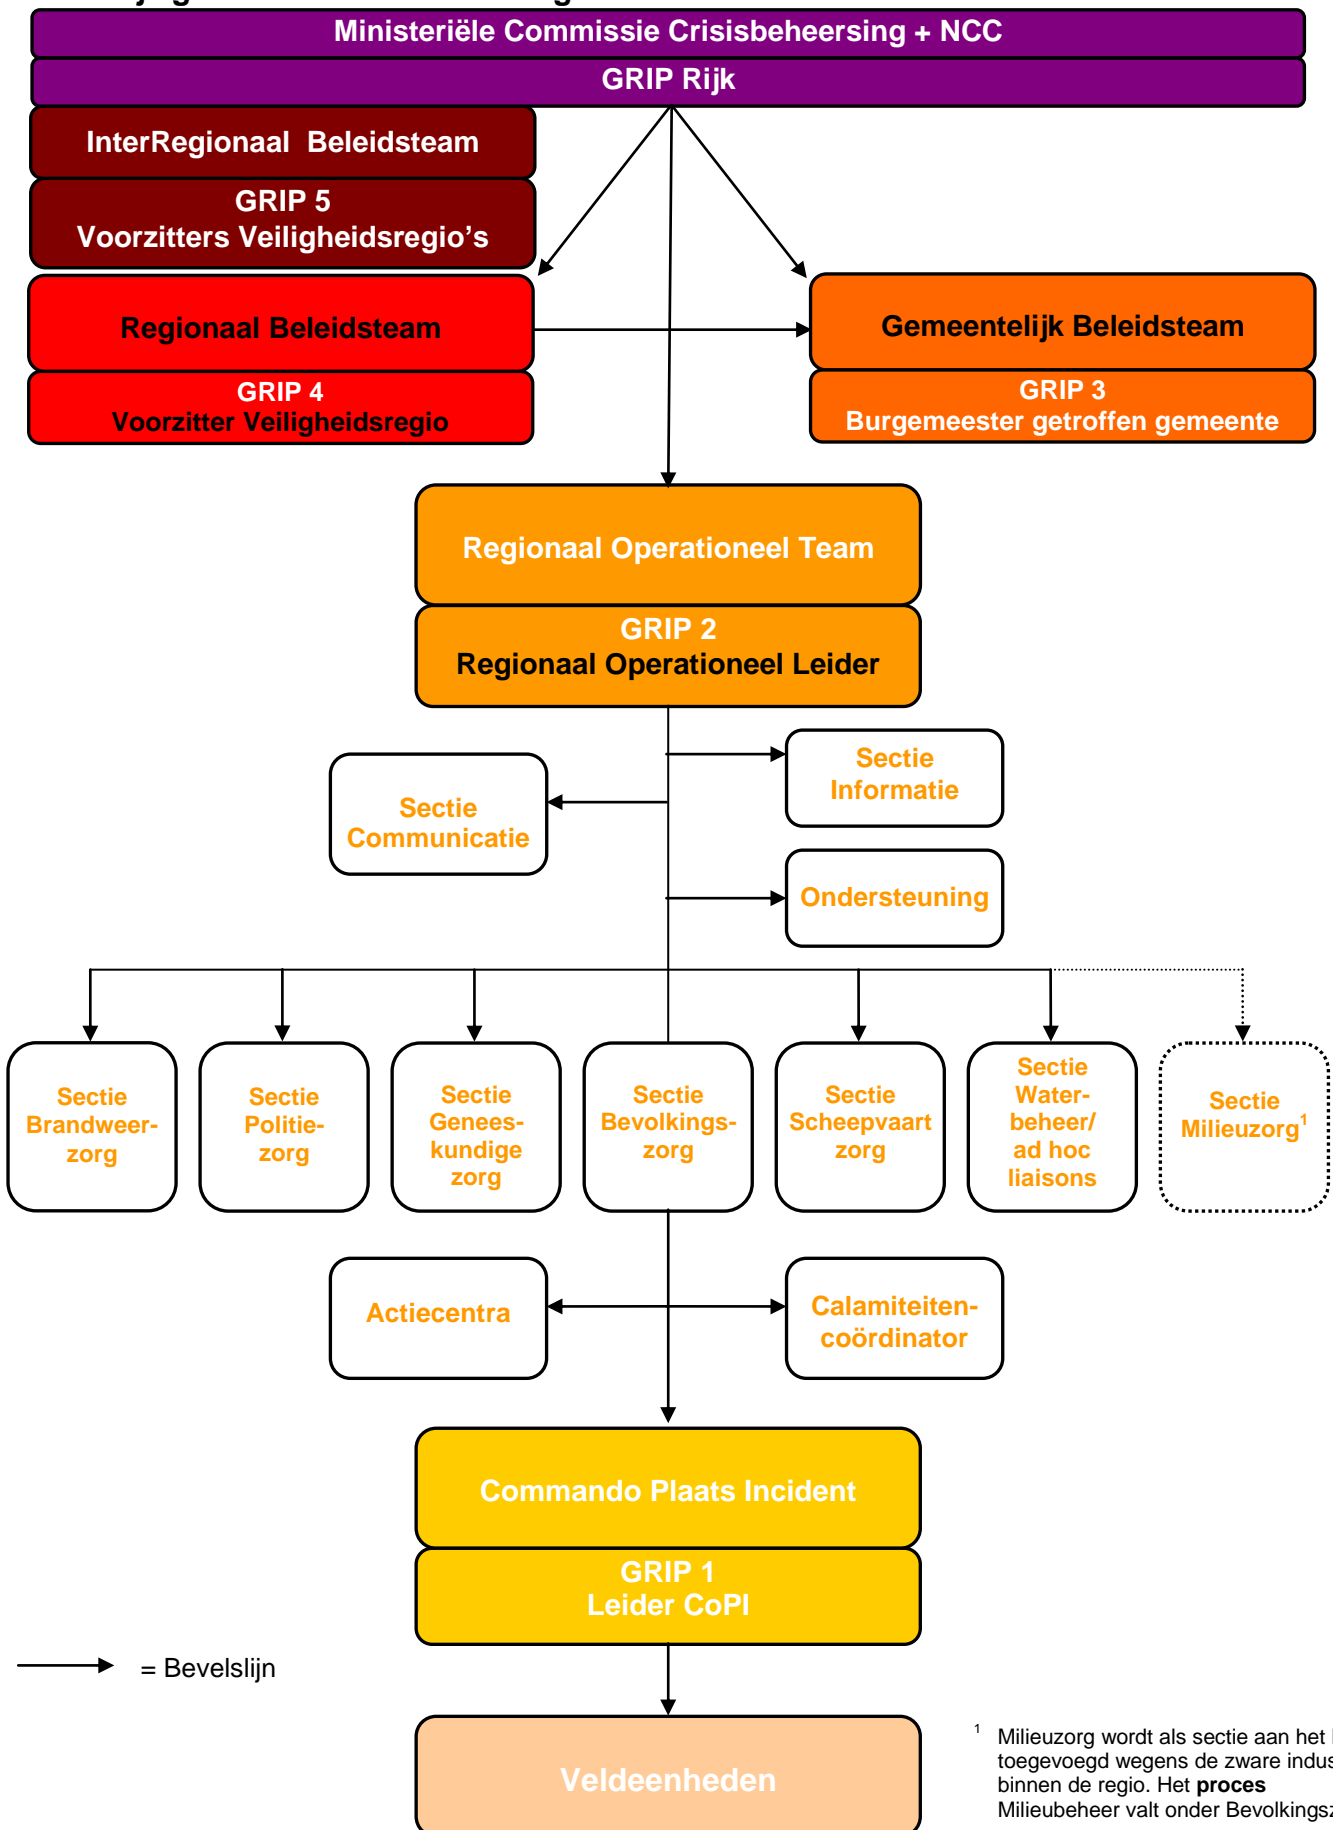 Ministeriële Commissie Crisisbeheersing + NCC
GRIP Rijk
InterRegionaal Beleidsteam
GRIP 5
Voorzitters Veiligheidsregio’s
Regionaal Beleidsteam
GRIP 4
Voorzitter Veiligheidsregio
Gemeentelijk Beleidsteam
GRIP 3
Burgemeester getroffen gemeente
Regionaal Operationeel Team
GRIP 2
Regionaal Operationeel Leider
Sectie
Informatie
Sectie
Communicatie
Ondersteuning
Sectie
Brandweer-
zorg
Sectie
Politie-
zorg
Sectie
Genees-
kundige
zorg
Sectie
Bevolkings-
zorg
Sectie
Scheepvaart
zorg
Sectie
Water-
beheer/
ad hoc
liaisons
Sectie
Milieuzorg¹
Actiecentra
Calamiteiten-
coördinator
Commando Plaats Incident
GRIP 1
Leider CoPI
= Bevelslijn
Veldeenheden
¹ Milieuzorg wordt als sectie aan het
toegevoegd wegens de zware
binnen de regio. Het proces
Milieubeheer valt onder